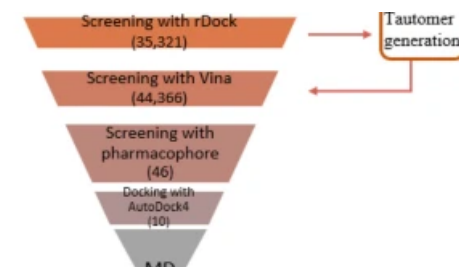 Screening with rDock
(35,321)
Tautomer
generation
Screening with Vina
(44,366)
Screening with
pharmacophore
(46)
Docking with
AutoDock4
(10)
MD